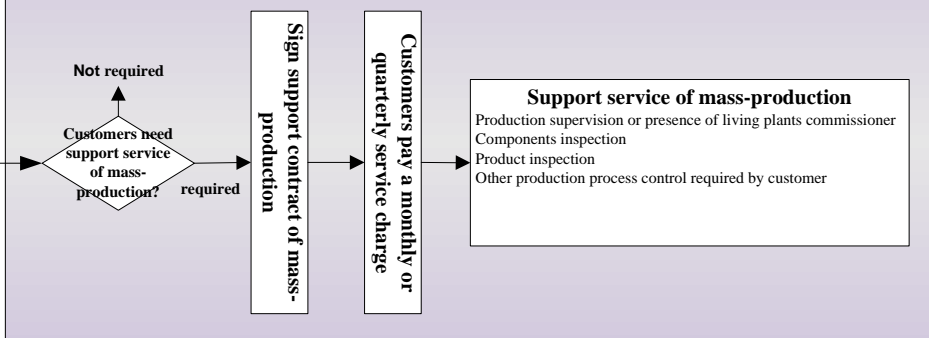 Not required
Customers need
support service
of mass-
production?
required
Sign support contract of mass-
production
Customers pay a monthly or
quarterly service charge
Support service of mass-production
Production supervision or presence of living plants commissioner
Components inspection
Product inspection
Other production process control required by customer